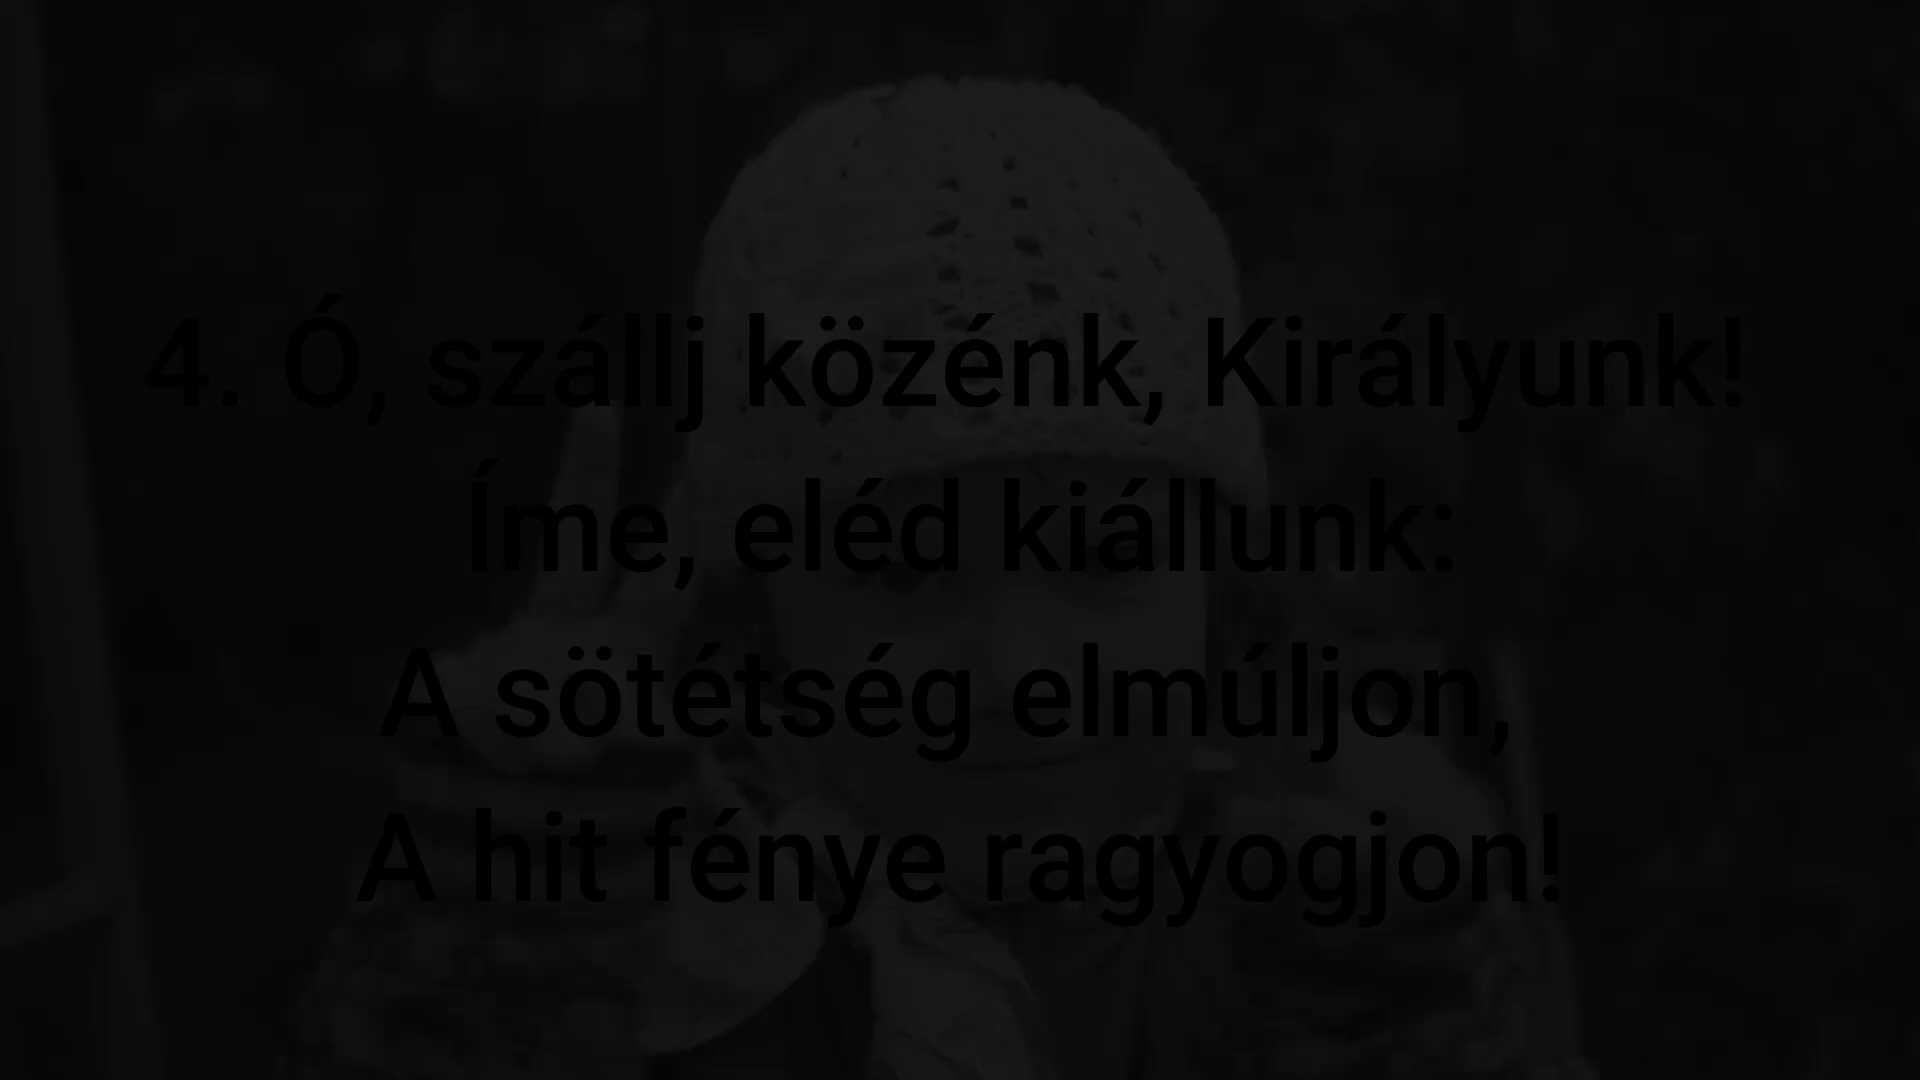 4. Ó, szállj közénk, Királyunk!
Íme, eléd kiállunk:
A sötétség elmúljon,
A hit fénye ragyogjon!